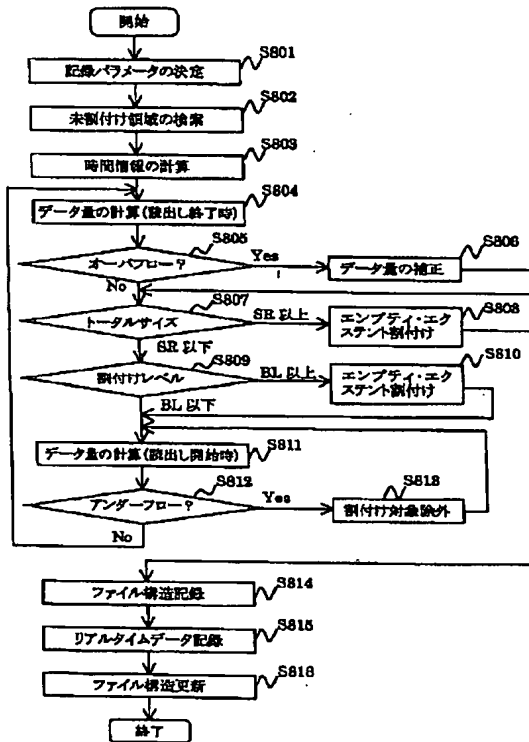 開始
S801
記録パラメータの決定
S802
未割付け領域の検索
S803
時間情報の計算
S804
データ量の計算(読出し終了時)
S805
オーバフロー?
Yes
S806
データ量の補正
No
S807
トータルサイズ
SR 以上
S808
エンプティ・エク
ステント割付け
SR 以下
S809
割付けレベル
BL 以上
S810
エンプティ・エク
ステント割付け
BL 以下
S811
データ量の計算(読出し開始時)
S812
アンダーフロー?
Yes
S813
割付け対象除外
No
S814
ファイル構造記録
S815
リアルタイムデータ記録
S816
ファイル構造更新
終了